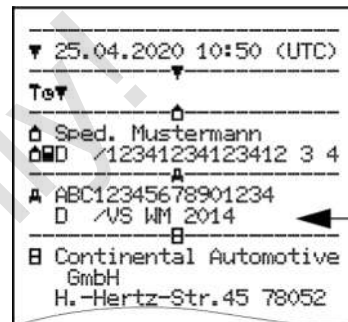 ▼ 25.04.2020 10:50 (UTC)
T⊙▼
Sped. Mustermann
D /12341234123412 3 4
ABC12345678901234
D /VS WM 2014
Continental Automotive
GmbH
H.-Hertz-Str.45 78052